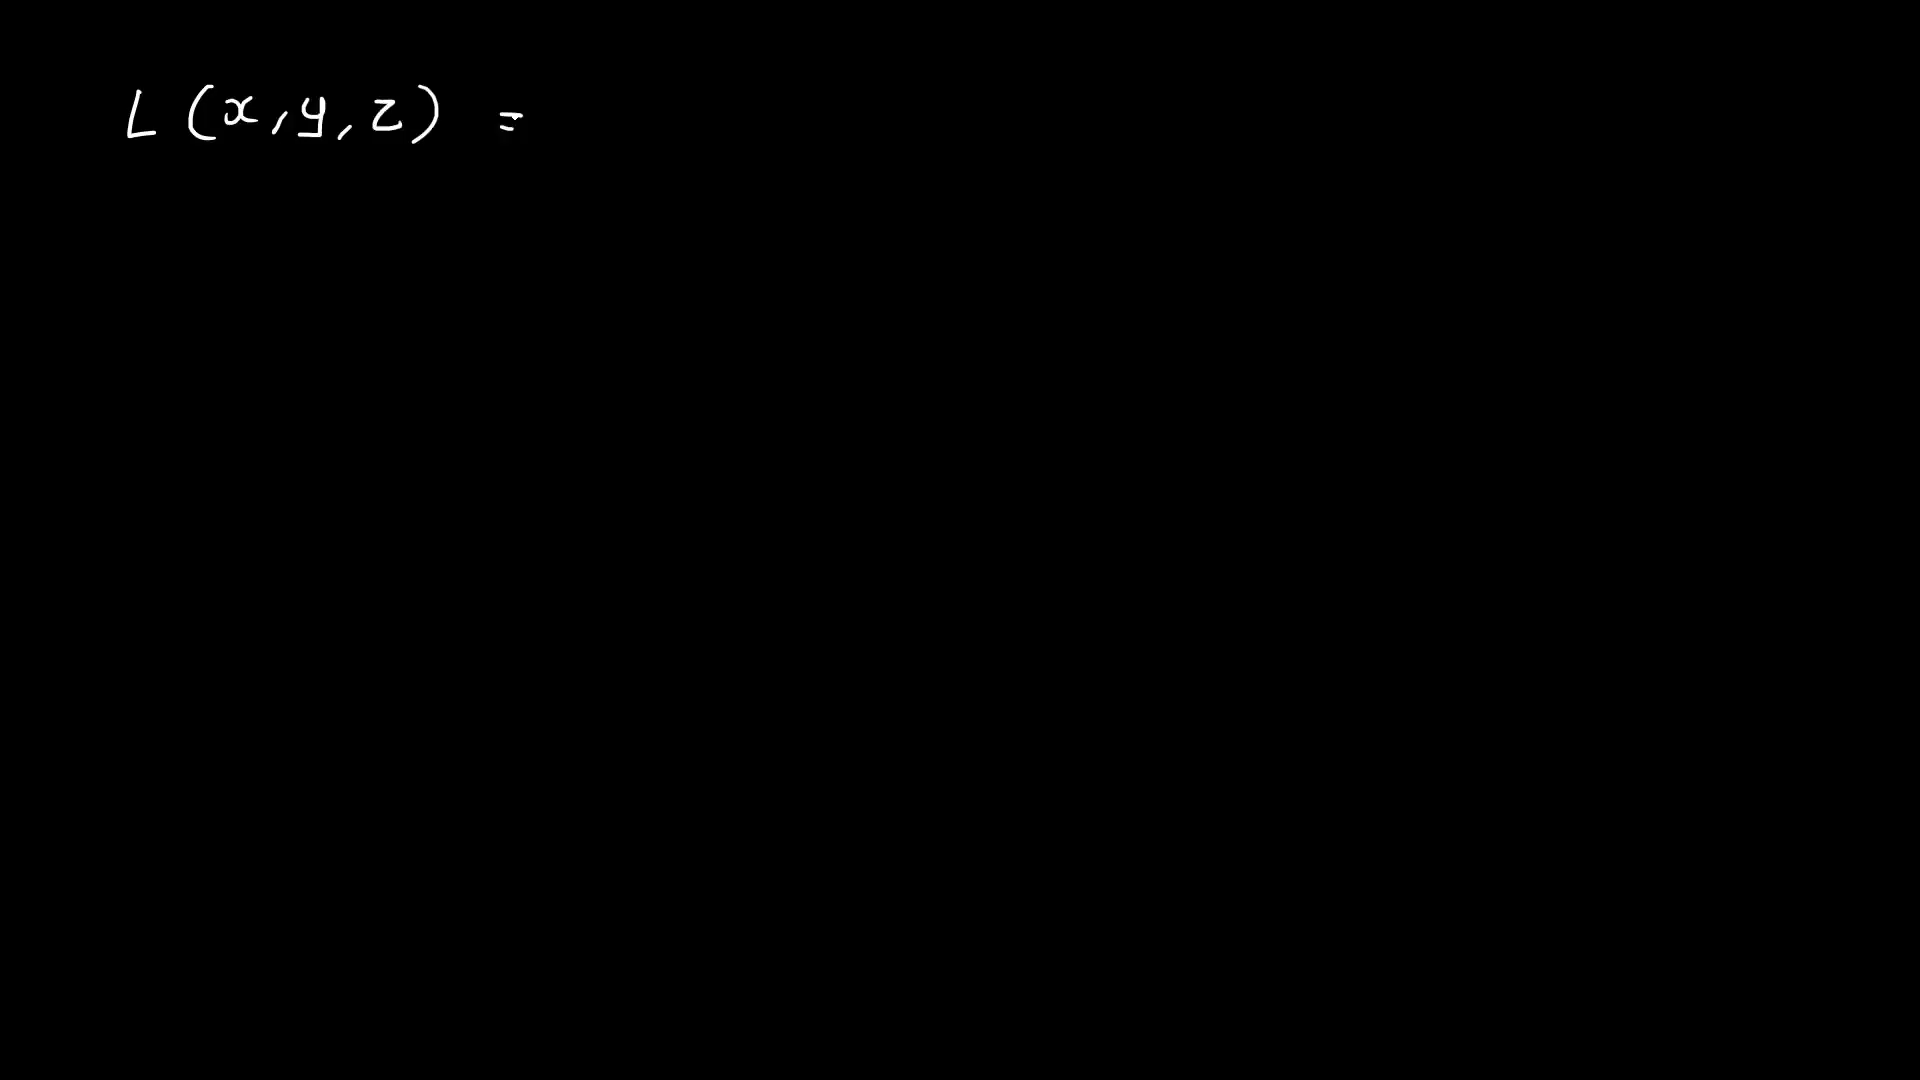 L (x, y, z) =